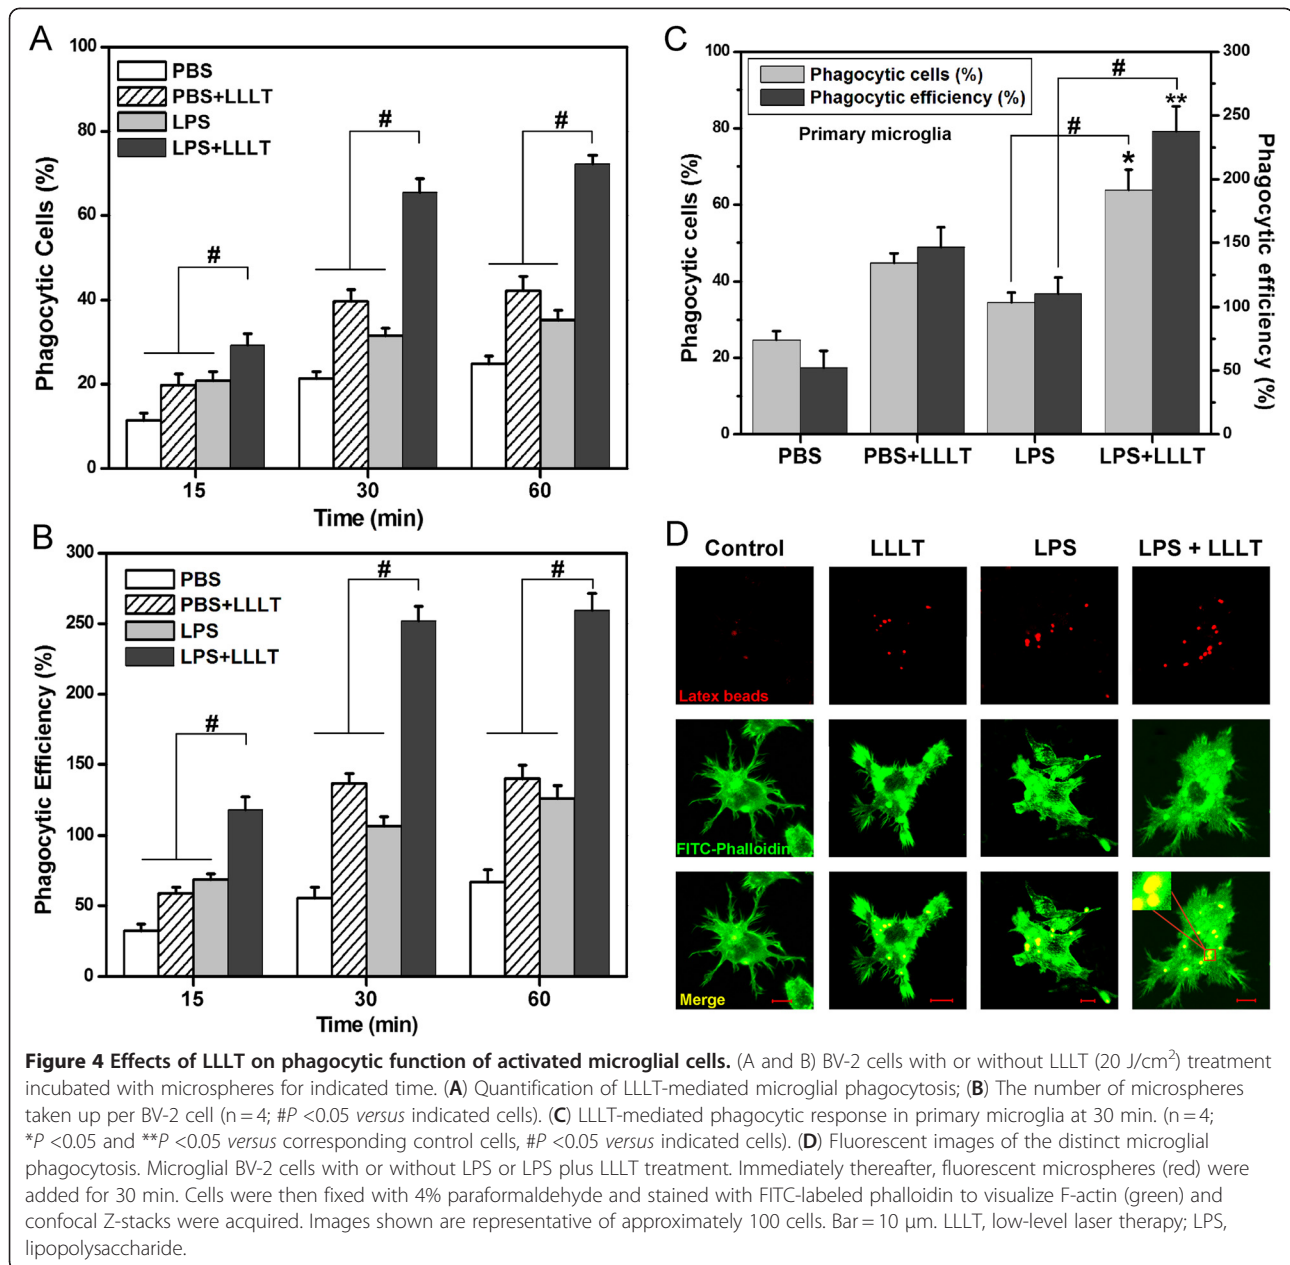 A
Phagocytic Cells (%)
100
80
60
40
20
0
PBS
PBS+LLLT
LPS
LPS+LLLT
#
#
#
15
30
60
Time (min)
B
Phagocytic Efficiency (%)
300
250
200
150
100
50
0
PBS
PBS+LLLT
LPS
LPS+LLLT
#
#
#
15
30
60
Time (min)
C
Phagocytic cells (%)
100
80
60
40
20
0
Phagocytic cells (%)
Phagocytic efficiency (%)
Primary microglia
#
#
*
**
300
250
200
150
100
50
0
Phagocytic efficiency (%)
PBS
PBS+LLLT
LPS
LPS+LLLT
D
Control
LLLT
LPS
LPS + LLLT
Latex beads
FITC-Phalloidin
Merge
Figure 4 Effects of LLLT on phagocytic function of activated microglial cells. (A and B) BV-2 cells with or without LLLT (20 J/cm²) treatment
incubated with microspheres for indicated time. (A) Quantification of LLLT-mediated microglial phagocytosis; (B) The number of microspheres
taken up per BV-2 cell (n = 4; #P <0.05 versus indicated cells). (C) LLLT-mediated phagocytic response in primary microglia at 30 min. (n = 4;
*P <0.05 and **P <0.05 versus corresponding control cells, #P <0.05 versus indicated cells). (D) Fluorescent images of the distinct microglial
phagocytosis. Microglial BV-2 cells with or without LPS or LPS plus LLLT treatment. Immediately thereafter, fluorescent microspheres (red) were
added for 30 min. Cells were then fixed with 4% paraformaldehyde and stained with FITC-labeled phalloidin to visualize F-actin (green) and
confocal Z-stacks were acquired. Images shown are representative of approximately 100 cells. Bar = 10 μm. LLLT, low-level laser therapy; LPS,
lipopolysaccharide.